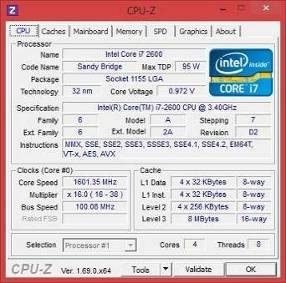 CPU-Z
CPU Caches Mainboard Memory SPD Graphics About
Processor
Name Intel Core i7 2600
Code Name Sandy Bridge Max TDP 95 W
Package Socket 1155 LGA
Technology 32 nm Core Voltage 0.972 V
intel inside™
CORE i7
Specification Intel(R) Core(TM) i7-2600 CPU @ 3.40GHz
Family 6 Model A Stepping 7
Ext. Family 6 Ext. Model 2A Revision D2
Instructions MMX, SSE, SSE2, SSE3, SSSE3, SSE4.1, SSE4.2, EM64T,
VT-x, AES, AVX
Clocks (Core #0)
Core Speed 1601.35 MHz
Multiplier x 16.0 ( 16 - 38 )
Bus Speed 100.08 MHz
Rated FSB
Cache
L1 Data 4 x 32 KBytes 8-way
L1 Inst. 4 x 32 KBytes 8-way
Level 2 4 x 256 KBytes 8-way
Level 3 8 MBytes 16-way
Selection Processor #1 Cores 4 Threads 8
CPU-Z Ver. 1.69.0.x64 Tools Validate OK